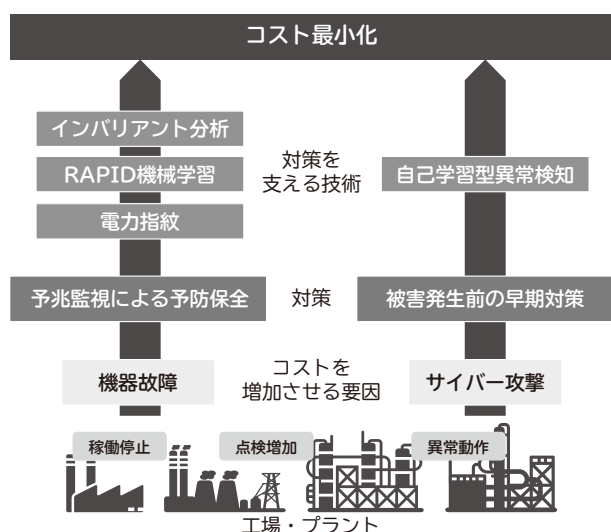 コスト最小化
インバリアント分析
RAPID機械学習
電力指紋
対策を
支える技術
自己学習型異常検知
予兆監視による予防保全
対策
被害発生前の早期対策
機器故障
コストを
増加させる要因
サイバー攻撃
稼働停止
点検増加
異常動作
工場・プラント